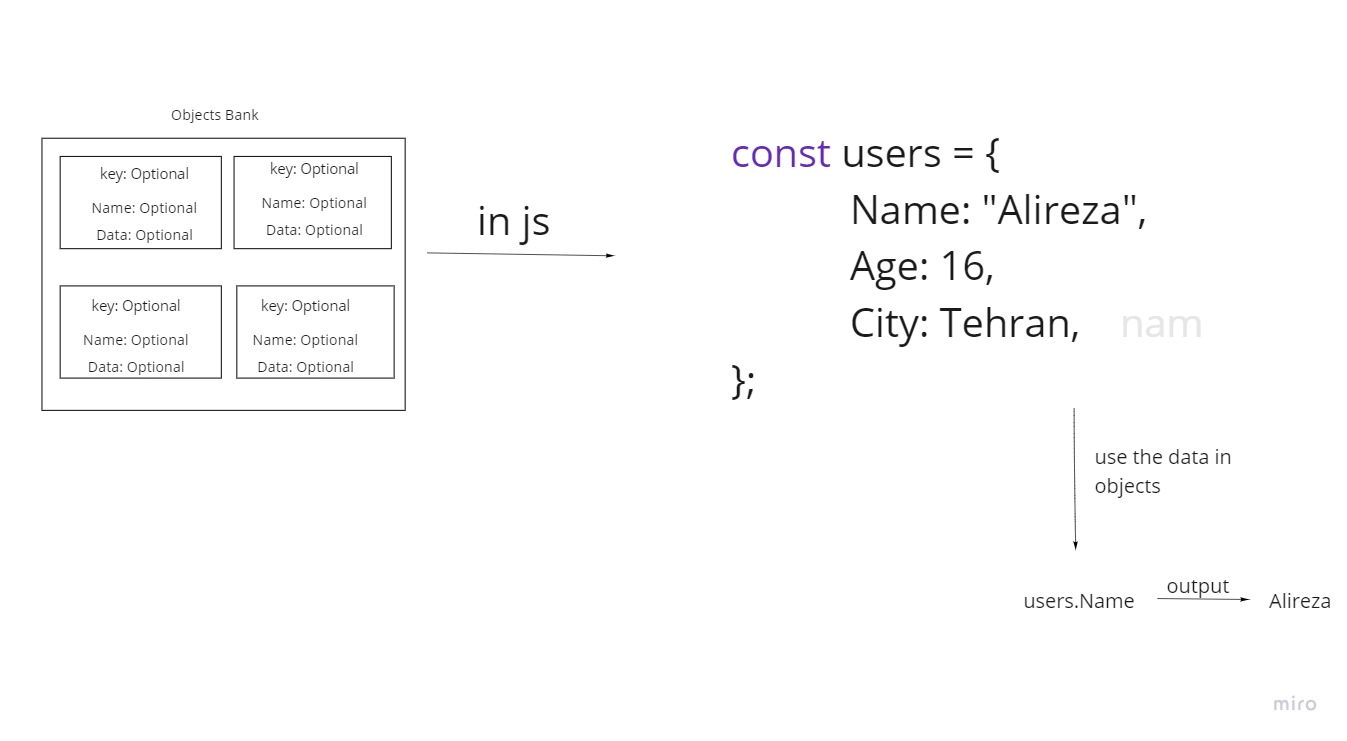 Objects Bank
key: Optional
Name: Optional
Data: Optional
key: Optional
Name: Optional
Data: Optional
key: Optional
Name: Optional
Data: Optional
key: Optional
Name: Optional
Data: Optional
in js
const users = {
Name: "Alireza",
Age: 16,
City: Tehran, nam
};
use the data in
objects
users.Name
output
Alireza
miro